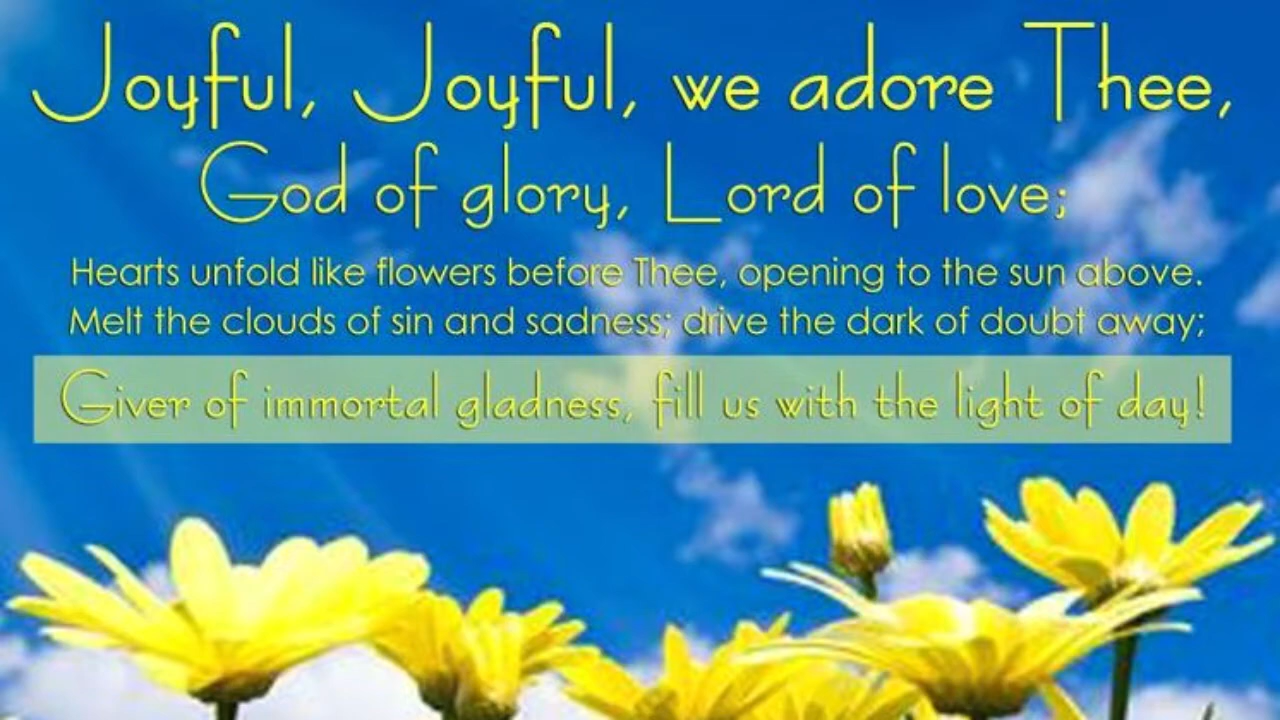 Joyful, Joyful, we adore Thee,
God of glory, Lord of love;
Hearts unfold like flowers before Thee, opening to the sun above.
Melt the clouds of sin and sadness; drive the dark of doubt away;
Giver of immortal gladness, fill us with the light of day!